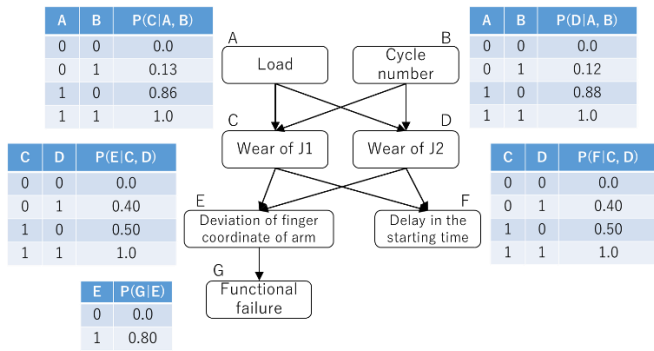 A B P(C|A, B)
0 0 0.0
0 1 0.13
1 0 0.86
1 1 1.0
A
Load
B
Cycle
number
A B P(D|A, B)
0 0 0.0
0 1 0.12
1 0 0.88
1 1 1.0
C
Wear of J1
D
Wear of J2
C D P(E|C, D)
0 0 0.0
0 1 0.40
1 0 0.50
1 1 1.0
E
Deviation of finger
coordinate of arm
F
Delay in the
starting time
C D P(F|C, D)
0 0 0.0
0 1 0.40
1 0 0.50
1 1 1.0
G
Functional
failure
E P(G|E)
0 0.0
1 0.80